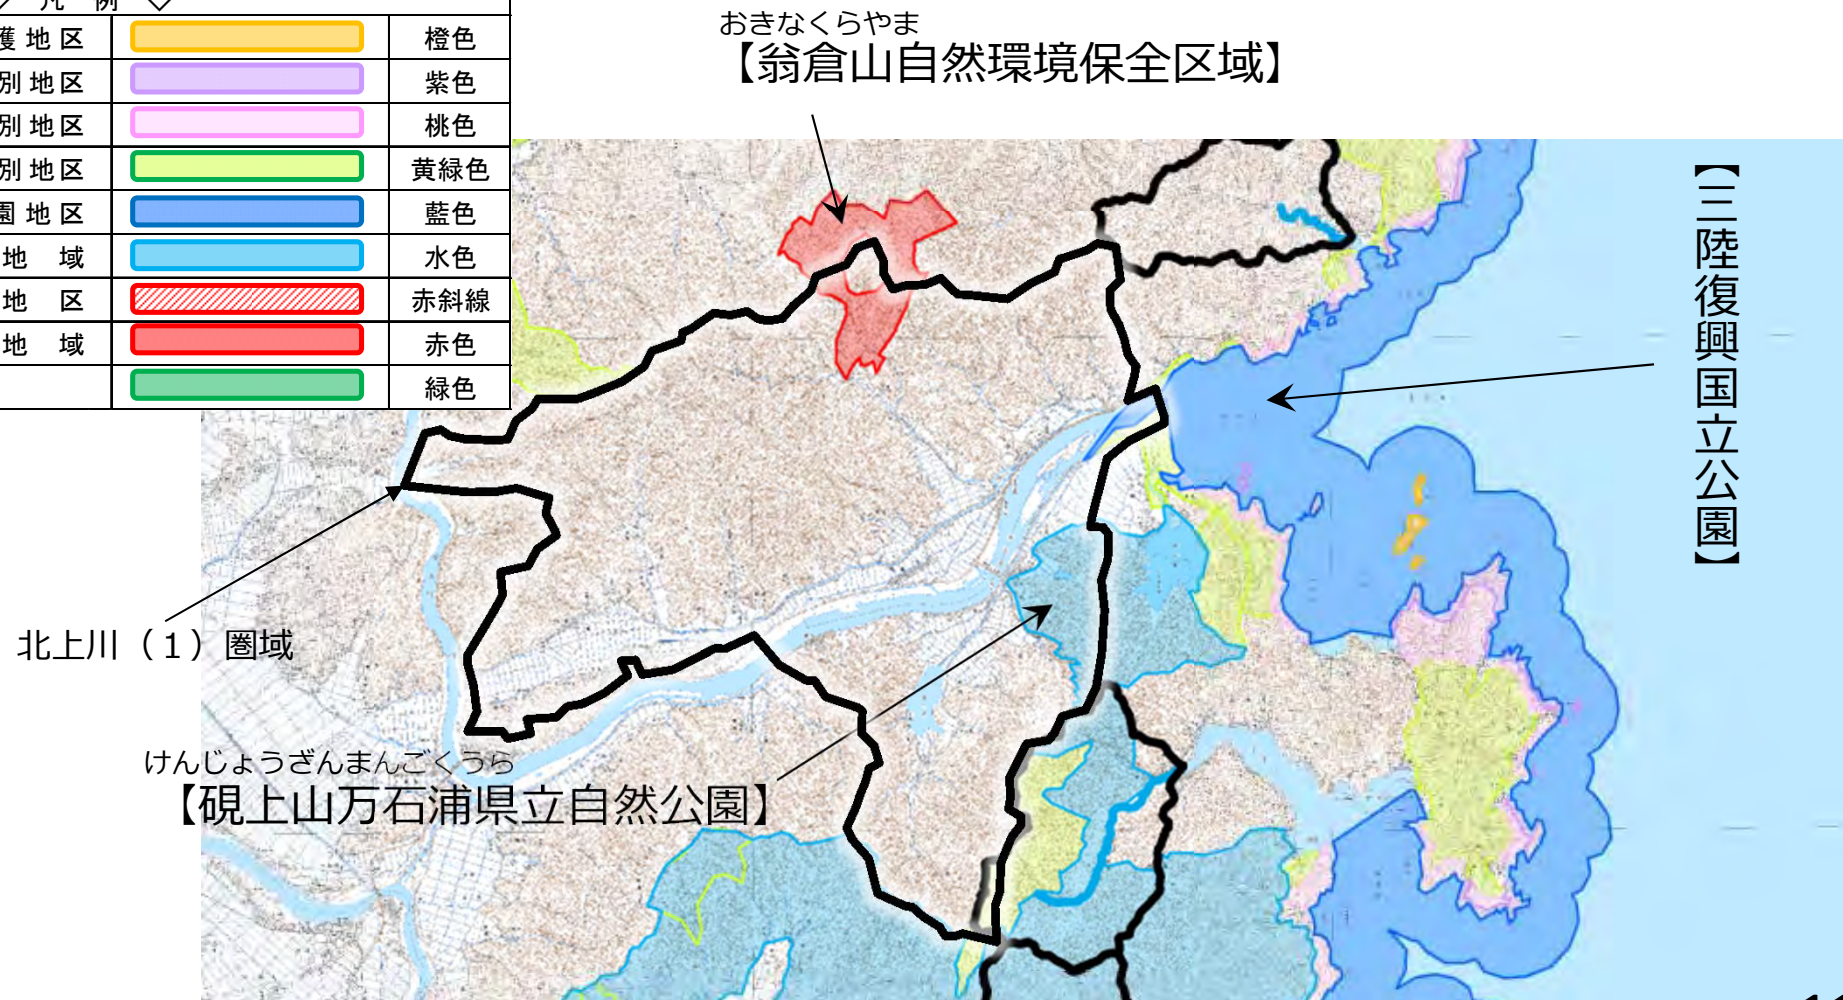 凡 例
護地区 橙色
別地区 紫色
別地区 桃色
別地区 黄緑色
園地区 藍色
地域 水色
地区 赤斜線
地域 赤色
緑色
おきなくらやま
【翁倉山自然環境保全区域】
【三陸復興国立公園】
北上川（1）圏域
けんじょうざんまんごくうら
【硯上山万石浦県立自然公園】